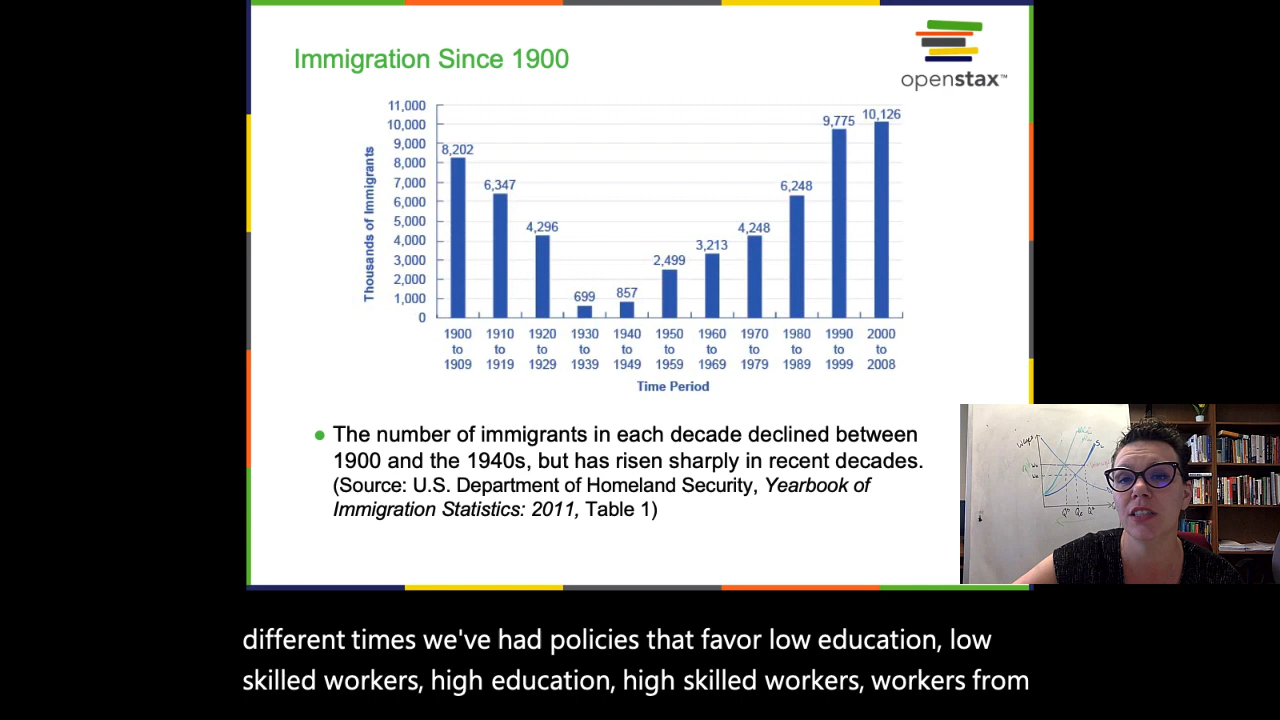 Immigration Since 1900
openstax™
11,000
10,000
9,000
8,000
7,000
6,000
5,000
4,000
3,000
2,000
1,000
0
Thousands of Immigrants
8,202
6,347
4,296
699
857
2,499
3,213
4,248
6,248
9,775
10,126
1900 1910 1920 1930 1940 1950 1960 1970 1980 1990 2000
to to to to to to to to to to to
1909 1919 1929 1939 1949 1959 1969 1979 1989 1999 2008
Time Period
● The number of immigrants in each decade declined between
1900 and the 1940s, but has risen sharply in recent decades.
(Source: U.S. Department of Homeland Security, Yearbook of
Immigration Statistics: 2011, Table 1)
different times we've had policies that favor low education, low
skilled workers, high education, high skilled workers, workers from